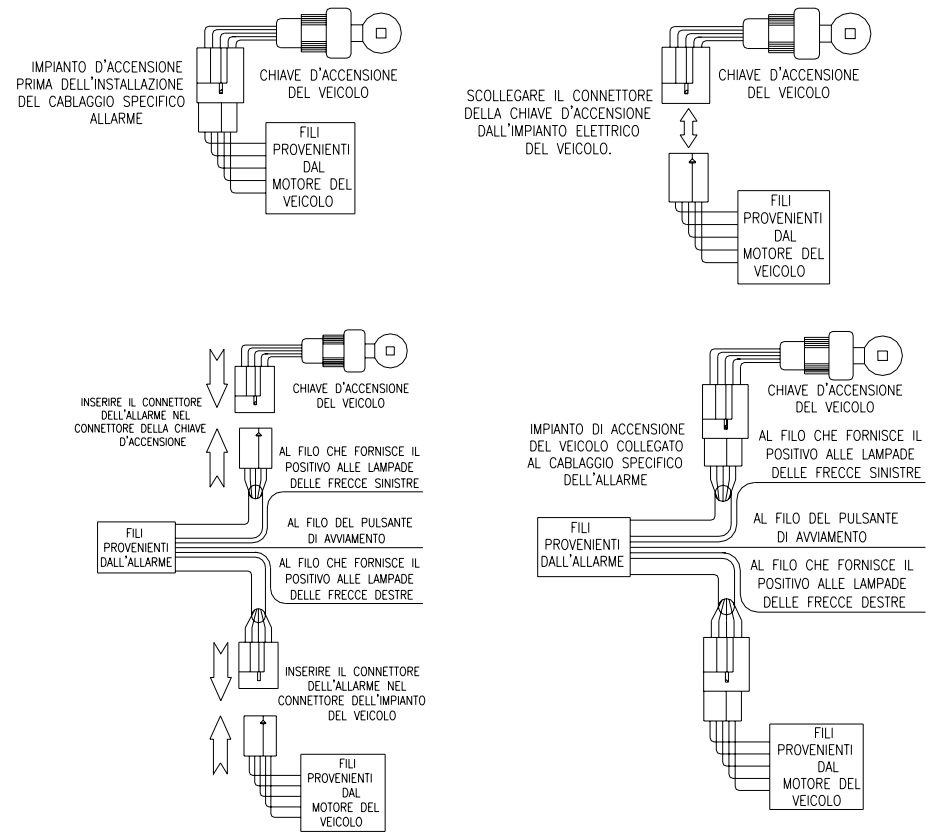 IMPIANTO D'ACCENSIONE
PRIMA DELL'INSTALLAZIONE
DEL CABLAGGIO SPECIFICO
ALLARME
CHIAVE D'ACCENSIONE
DEL VEICOLO
FILI
PROVENIENTI
DAL
MOTORE DEL
VEICOLO
SCOLLEGARE IL CONNETTORE
DELLA CHIAVE D'ACCENSIONE
DALL'IMPIANTO ELETTRICO
DEL VEICOLO.
CHIAVE D'ACCENSIONE
DEL VEICOLO
FILI
PROVENIENTI
DAL
MOTORE DEL
VEICOLO
INSERIRE IL CONNETTORE
DELL'ALLARME NEL
CONNETTORE DELLA CHIAVE
D'ACCENSIONE
CHIAVE D'ACCENSIONE
DEL VEICOLO
AL FILO CHE FORNISCE IL
POSITIVO ALLE LAMPADE
DELLE FRECCE SINISTRE
FILI
PROVENIENTI
DALL'ALLARME
AL FILO DEL PULSANTE
DI AVVIAMENTO
AL FILO CHE FORNISCE IL
POSITIVO ALLE LAMPADE
DELLE FRECCE DESTRE
INSERIRE IL CONNETTORE
DELL'ALLARME NEL
CONNETTORE DELL'IMPIANTO
DEL VEICOLO
FILI
PROVENIENTI
DAL
MOTORE DEL
VEICOLO
CHIAVE D'ACCENSIONE
DEL VEICOLO
IMPIANTO DI ACCENSIONE
DEL VEICOLO COLLEGATO
AL CABLAGGIO SPECIFICO
DELL'ALLARME
AL FILO CHE FORNISCE IL
POSITIVO ALLE LAMPADE
DELLE FRECCE SINISTRE
FILI
PROVENIENTI
DALL'ALLARME
AL FILO DEL PULSANTE
DI AVVIAMENTO
AL FILO CHE FORNISCE IL
POSITIVO ALLE LAMPADE
DELLE FRECCE DESTRE
FILI
PROVENIENTI
DAL
MOTORE DEL
VEICOLO